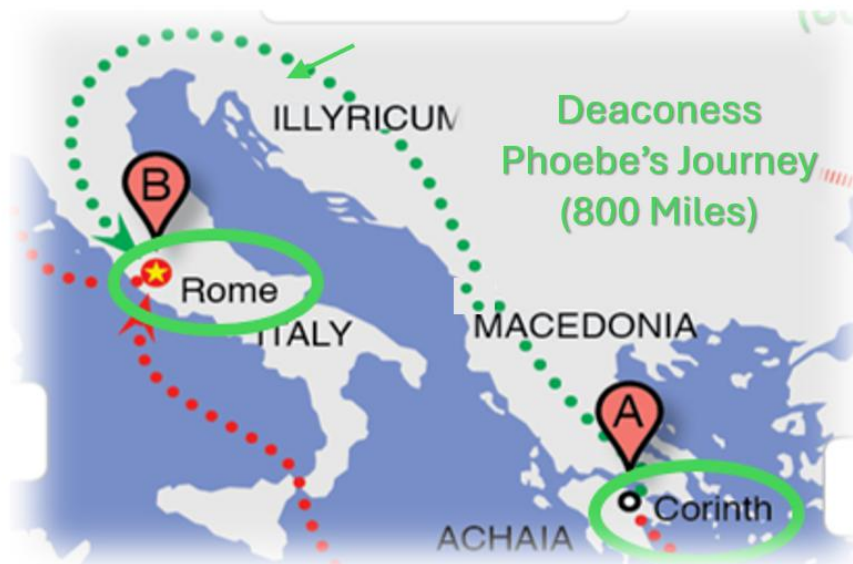 ILLYRICUM
Deaconess
Phoebe's Journey
(800 Miles)
B
Rome
ITALY
MACEDONIA
A
Corinth
ACHAIA